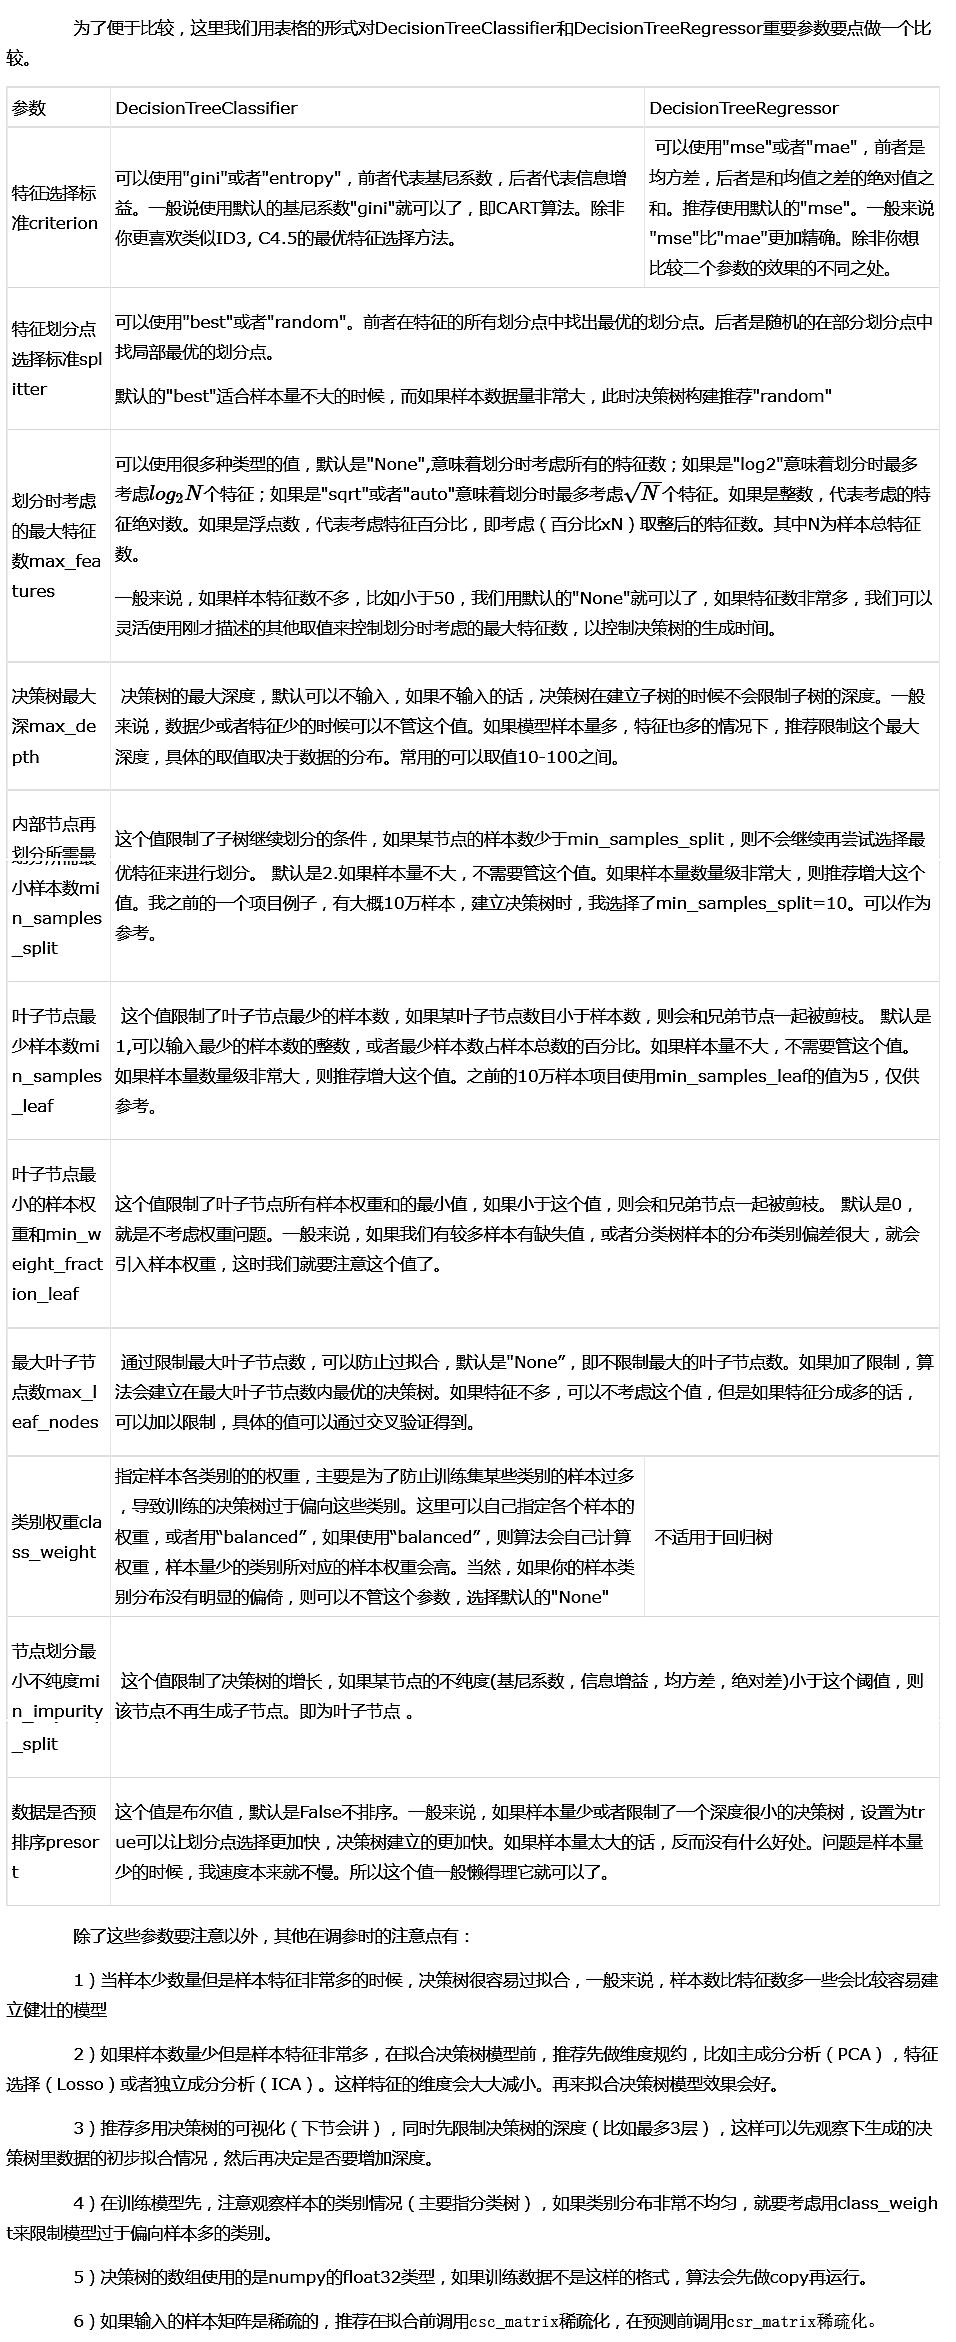 为了便于比较，这里我们用表格的形式对DecisionTreeClassifier和DecisionTreeRegressor重要参数要点做一个比
较。
参数
DecisionTreeClassifier
DecisionTreeRegressor
特征选择标
准criterion
可以使用"gini"或者"entropy"，前者代表基尼系数，后者代表信息增
益。一般说使用默认的基尼系数"gini"就可以了，即CART算法。除非
你更喜欢类似ID3, C4.5的最优特征选择方法。
可以使用"mse"或者"mae"，前者是
均方差，后者是和均值之差的绝对值之
和。推荐使用默认的"mse"。一般来说
"mse"比"mae"更加精确。除非你想
比较二个参数的效果的不同之处。
特征划分点
选择标准spl
itter
可以使用"best"或者"random"。前者在特征的所有划分点中找出最优的划分点。后者是随机的在部分划分点中
找局部最优的划分点。
默认的"best"适合样本量不大的时候，而如果样本数据量非常大，此时决策树构建推荐"random"
划分时考虑
的最大特征
数max_fea
tures
可以使用很多种类型的值，默认是"None",意味着划分时考虑所有的特征数；如果是"log2"意味着划分时最多
考虑log₂N个特征；如果是"sqrt"或者"auto"意味着划分时最多考虑√N个特征。如果是整数，代表考虑的特
征绝对数。如果是浮点数，代表考虑特征百分比，即考虑（百分比xN）取整后的特征数。其中N为样本总特征
数。
一般来说，如果样本特征数不多，比如小于50，我们用默认的"None"就可以了，如果特征数非常多，我们可以
灵活使用刚才描述的其他取值来控制划分时考虑的最大特征数，以控制决策树的生成时间。
决策树最大
深max_de
pth
决策树的最大深度，默认可以不输入，如果不输入的话，决策树在建立子树的时候不会限制子树的深度。一般
来说，数据少或者特征少的时候可以不管这个值。如果模型样本量多，特征也多的情况下，推荐限制这个最大
深度，具体的取值取决于数据的分布。常用的可以取值10-100之间。
内部节点再
划分所需最
小样本数mi
n_samples
_split
这个值限制了子树继续划分的条件，如果某节点的样本数少于min_samples_split，则不会继续再尝试选择最
优特征来进行划分。 默认是2.如果样本量不大，不需要管这个值。如果样本量数量级非常大，则推荐增大这个
值。我之前的一个项目例子，有大概10万样本，建立决策树时，我选择了min_samples_split=10。可以作为
参考。
叶子节点最
少样本数mi
n_samples
_leaf
这个值限制了叶子节点最少的样本数，如果某叶子节点数目小于样本数，则会和兄弟节点一起被剪枝。 默认是
1,可以输入最少的样本数的整数，或者最少样本数占样本总数的百分比。如果样本量不大，不需要管这个值。
如果样本量数量级非常大，则推荐增大这个值。之前的10万样本项目使用min_samples_leaf的值为5，仅供
参考。
叶子节点最
小的样本权
重和min_w
eight_fract
ion_leaf
这个值限制了叶子节点所有样本权重和的最小值，如果小于这个值，则会和兄弟节点一起被剪枝。 默认是0，
就是不考虑权重问题。一般来说，如果我们有较多样本有缺失值，或者分类树样本的分布类别偏差很大，就会
引入样本权重，这时我们就要注意这个值了。
最大叶子节
点数max_l
eaf_nodes
通过限制最大叶子节点数，可以防止过拟合，默认是"None”，即不限制最大的叶子节点数。如果加了限制，算
法会建立在最大叶子节点数内最优的决策树。如果特征不多，可以不考虑这个值，但是如果特征分成多的话，
可以加以限制，具体的值可以通过交叉验证得到。
类别权重cla
ss_weight
指定样本各类别的的权重，主要是为了防止训练集某些类别的样本过多
，导致训练的决策树过于偏向这些类别。这里可以自己指定各个样本的
权重，或者用“balanced”，如果使用“balanced”，则算法会自己计算
权重，样本量少的类别所对应的样本权重会高。当然，如果你的样本类
别分布没有明显的偏倚，则可以不管这个参数，选择默认的"None"
不适用于回归树
节点划分最
小不纯度mi
n_impurity
_split
这个值限制了决策树的增长，如果某节点的不纯度(基尼系数，信息增益，均方差，绝对差)小于这个阈值，则
该节点不再生成子节点。即为叶子节点 。
数据是否预
排序presor
t
这个值是布尔值，默认是False不排序。一般来说，如果样本量少或者限制了一个深度很小的决策树，设置为tr
ue可以让划分点选择更加快，决策树建立的更加快。如果样本量太大的话，反而没有什么好处。问题是样本量
少的时候，我速度本来就不慢。所以这个值一般懒得理它就可以了。
除了这些参数要注意以外，其他在调参时的注意点有：
1）当样本少数量但是样本特征非常多的时候，决策树很容易过拟合，一般来说，样本数比特征数多一些会比较容易建
立健壮的模型
2）如果样本数量少但是样本特征非常多，在拟合决策树模型前，推荐先做维度规约，比如主成分分析（PCA），特征
选择（Losso）或者独立成分分析（ICA）。这样特征的维度会大大减小。再来拟合决策树模型效果会好。
3）推荐多用决策树的可视化（下节会讲），同时先限制决策树的深度（比如最多3层），这样可以先观察下生成的决
策树里数据的初步拟合情况，然后再决定是否要增加深度。
4）在训练模型先，注意观察样本的类别情况（主要指分类树），如果类别分布非常不均匀，就要考虑用class_weigh
t来限制模型过于偏向样本多的类别。
5）决策树的数组使用的是numpy的float32类型，如果训练数据不是这样的格式，算法会先做copy再运行。
6）如果输入的样本矩阵是稀疏的，推荐在拟合前调用csc_matrix稀疏化，在预测前调用csr_matrix稀疏化。